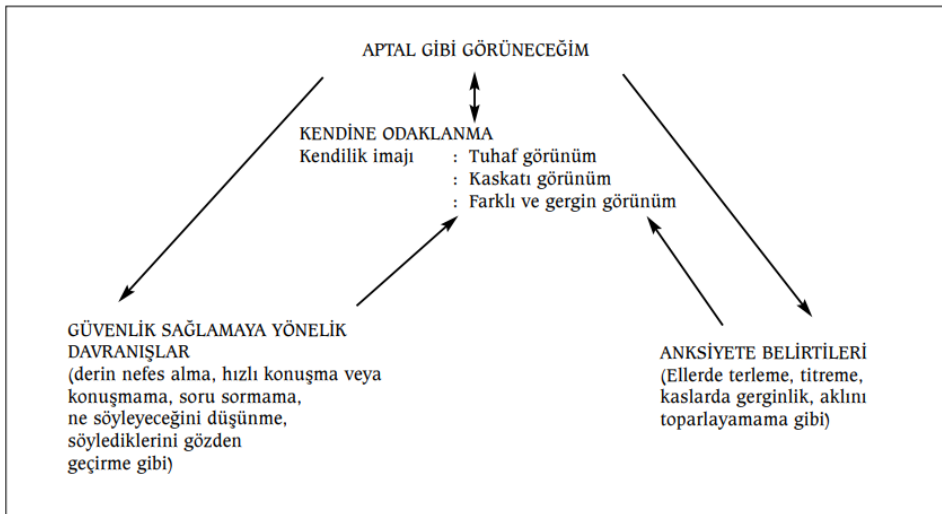 APTAL GİBİ GÖRÜNECEĞİM
KENDİNE ODAKLANMA
Kendilik imajı : Tuhaf görünüm
: Kaskatı görünüm
: Farklı ve gergin görünüm
GÜVENLİK SAĞLAMAYA YÖNELİK
DAVRANIŞLAR
(derin nefes alma, hızlı konuşma veya
konuşmama, soru sormama,
ne söyleyeceğini düşünme,
söylediklerini gözden
geçirme gibi)
ANKSİYETE BELİRTİLERİ
(Ellerde terleme, titreme,
kaslarda gerginlik, aklını
toparlayamama gibi)